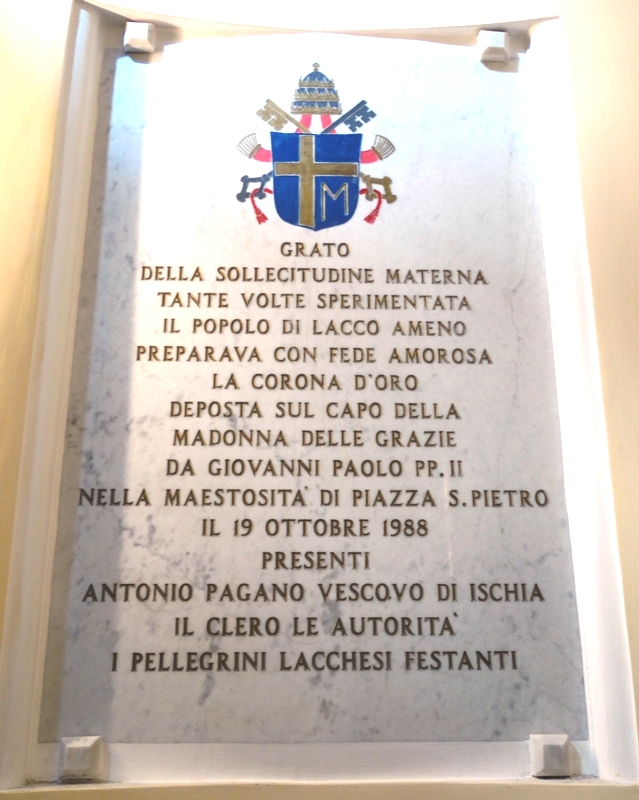 M
GRATO
DELLA SOLLECITUDINE MATERNA
TANTE VOLTE SPERIMENTATA
IL POPOLO DI LACCO AMENO
PREPARAVA CON FEDE AMOROSA
LA CORONA D'ORO
DEPOSTA SUL CAPO DELLA
MADONNA DELLE GRAZIE
DA GIOVANNI PAOLO PP. II
NELLA MAESTOSITA' DI PIAZZA S. PIETRO
IL 19 OTTOBRE 1988
PRESENTI
ANTONIO PAGANO VESCOVO DI ISCHIA
IL CLERO LE AUTORITA'
I PELLEGRINI LACCHESI FESTANTI